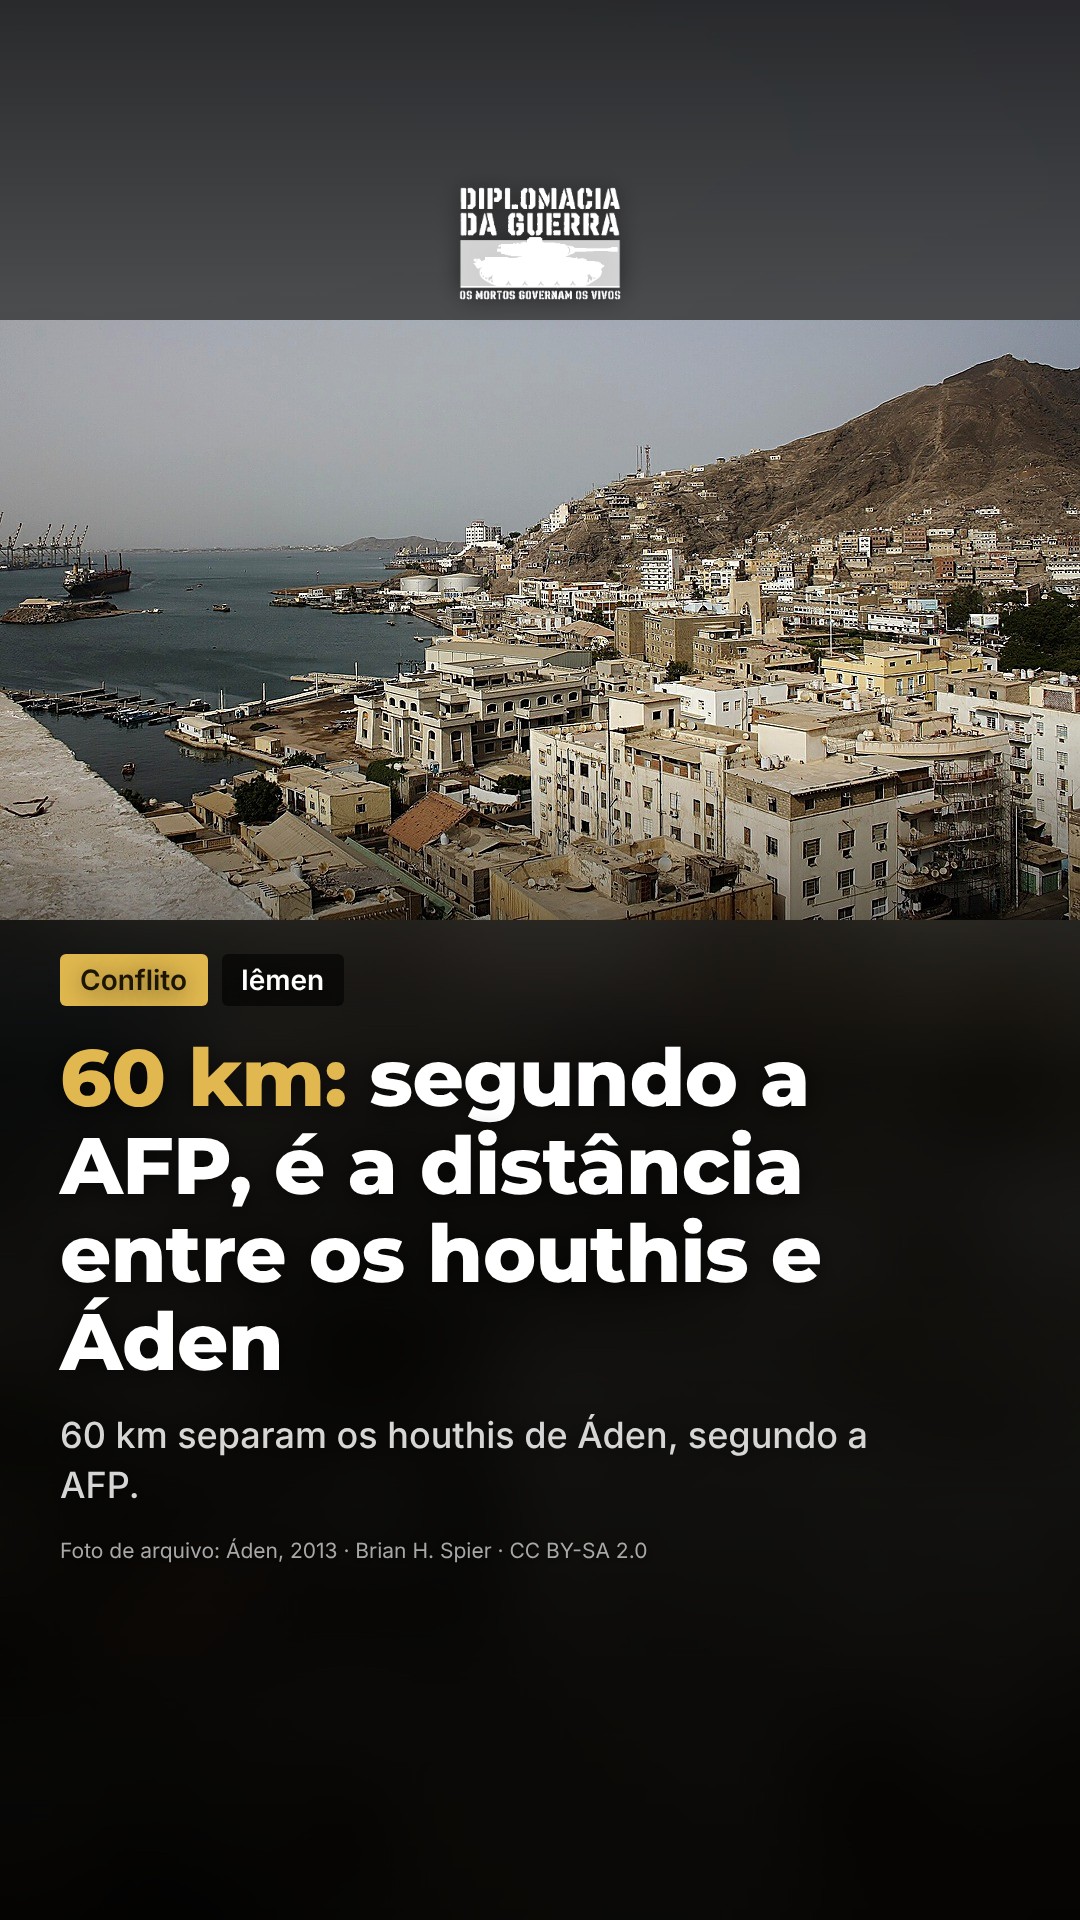 DIPLOMACIA
DA GUERRA
OS MORTOS GOVERNAM OS VIVOS
Conflito
Iêmen
60 km: segundo a
AFP, é a distância
entre os houthis e
Áden
60 km separam os houthis de Áden, segundo a
AFP.
Foto de arquivo: Áden, 2013 · Brian H. Spier · CC BY-SA 2.0